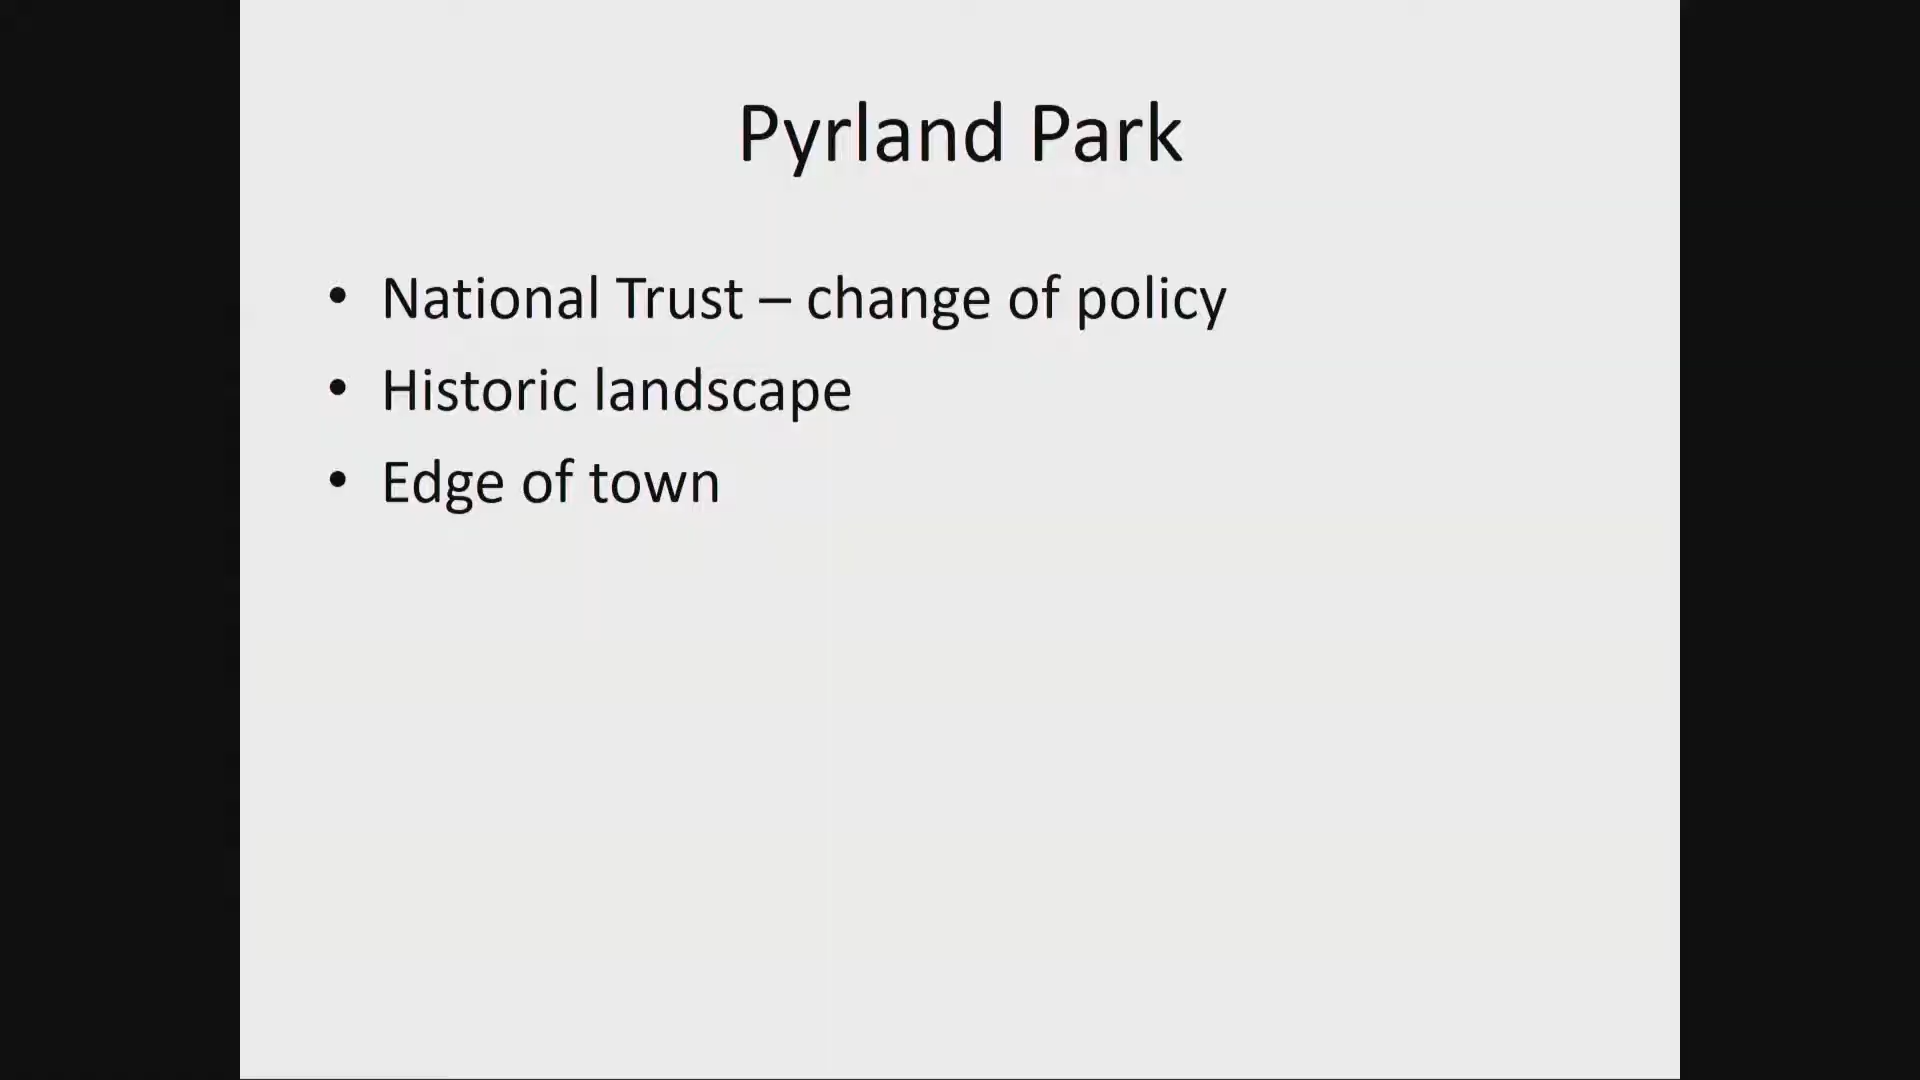 Pyrland Park
• National Trust – change of policy
• Historic landscape
• Edge of town